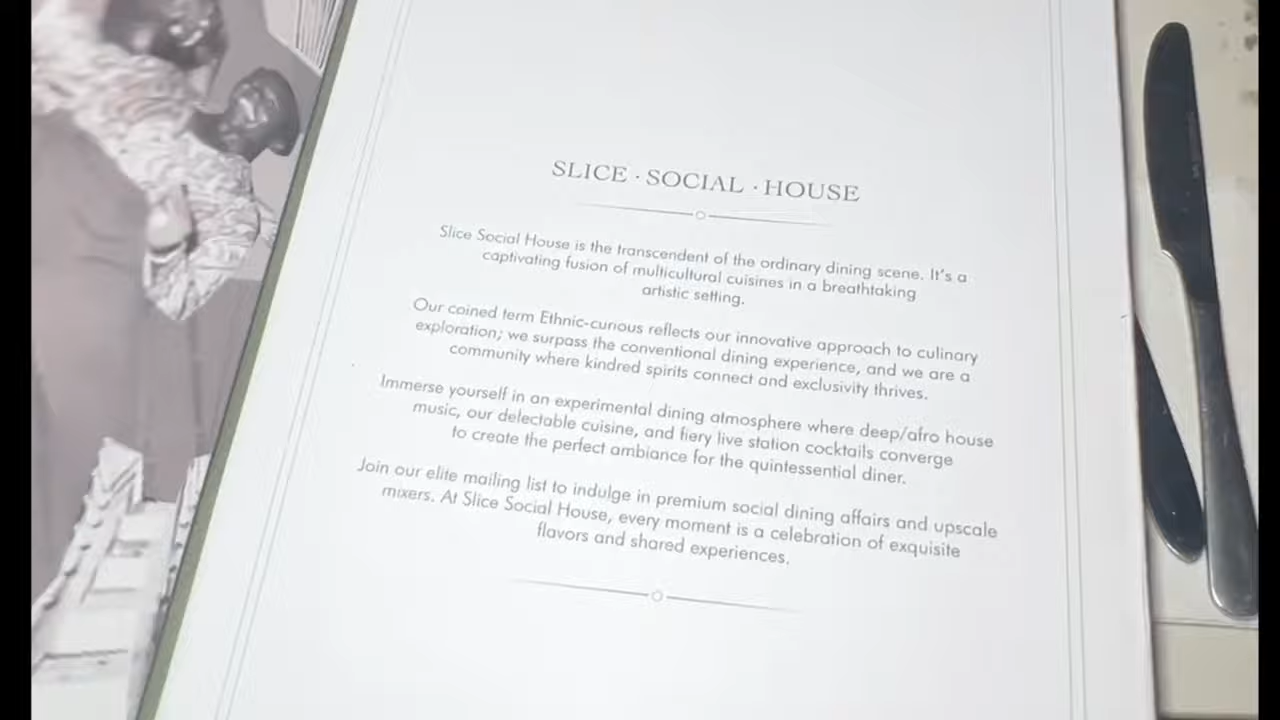 SLICE · SOCIAL · HOUSE
Slice Social House is the transcendent of the ordinary dining scene. It's a
captivating fusion of multicultural cuisines in a breathtaking
artistic setting.
Our coined term Ethnic-curious reflects our innovative approach to culinary
exploration; we surpass the conventional dining experience, and we are a
community where kindred spirits connect and exclusivity thrives.
Immerse yourself in an experimental dining atmosphere where deep/afro house
music, our delectable cuisine, and fiery live station cocktails converge
to create the perfect ambiance for the quintessential diner.
Join our elite mailing list to indulge in premium social dining affairs and upscale
mixers. At Slice Social House, every moment is a celebration of exquisite
flavors and shared experiences.